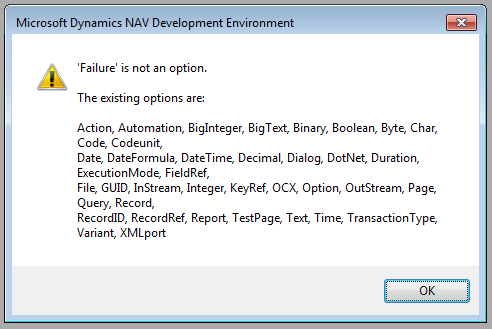 Microsoft Dynamics NAV Development Environment
'Failure' is not an option.
The existing options are:
Action, Automation, BigInteger, BigText, Binary, Boolean, Byte, Char,
Code, Codeunit,
Date, DateFormula, DateTime, Decimal, Dialog, DotNet, Duration,
ExecutionMode, FieldRef,
File, GUID, InStream, Integer, KeyRef, OCX, Option, OutStream, Page,
Query, Record,
RecordID, RecordRef, Report, TestPage, Text, Time, TransactionType,
Variant, XMLport
OK